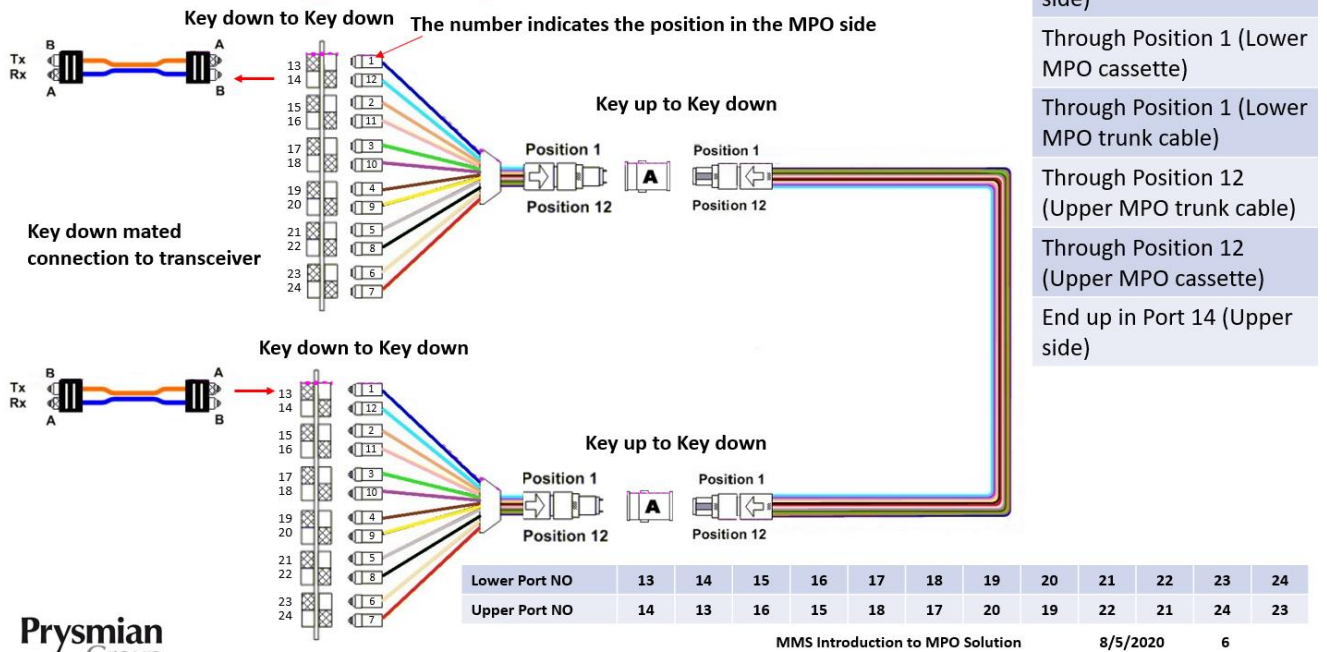 Key down to Key down
The number indicates the position in the MPO side
side)
B
A
Tx
Rx
A
B
13
14
15
16
17
18
19
20
21
22
23
24
1
12
2
11
3
10
4
9
5
8
6
7
Key up to Key down
Position 1
Position 12
A
Position 1
Position 12
Through Position 1 (Lower
MPO cassette)
Through Position 1 (Lower
MPO trunk cable)
Through Position 12
(Upper MPO trunk cable)
Through Position 12
(Upper MPO cassette)
End up in Port 14 (Upper
side)
Key down mated
connection to transceiver
Key down to Key down
B
A
Tx
Rx
A
B
13
14
15
16
17
18
19
20
21
22
23
24
1
12
2
11
3
10
4
9
5
8
6
7
Key up to Key down
Position 1
Position 12
A
Position 1
Position 12
Lower Port NO 13 14 15 16 17 18 19 20 21 22 23 24
Upper Port NO 14 13 16 15 18 17 20 19 22 21 24 23
Prysmian
MMS Introduction to MPO Solution 8/5/2020 6